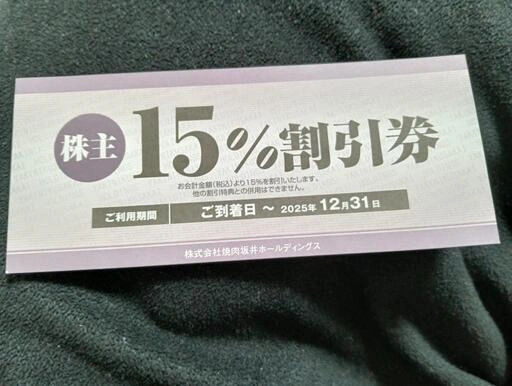 株主 15%割引券
お会計金額(税込)より15%を割引いたします。
他の割引特典との併用はできません。
ご利用期間 ご到着日 ～ 2025年 12月31日
株式会社焼肉坂井ホールディングス